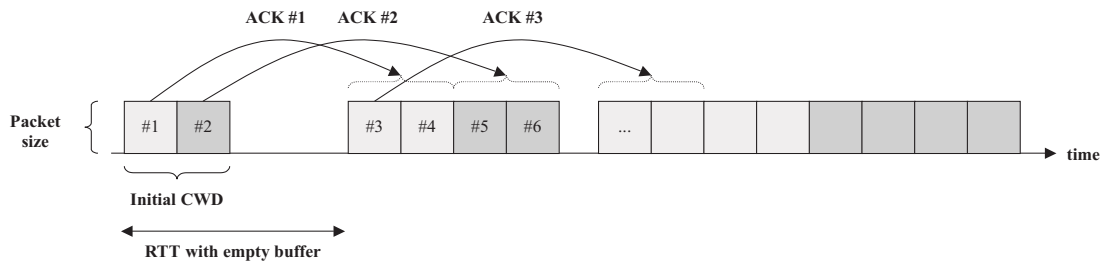 ACK #1 ACK #2 ACK #3
Packet
size
#1 #2 #3 #4 #5 #6 ...
time
Initial CWD
RTT with empty buffer